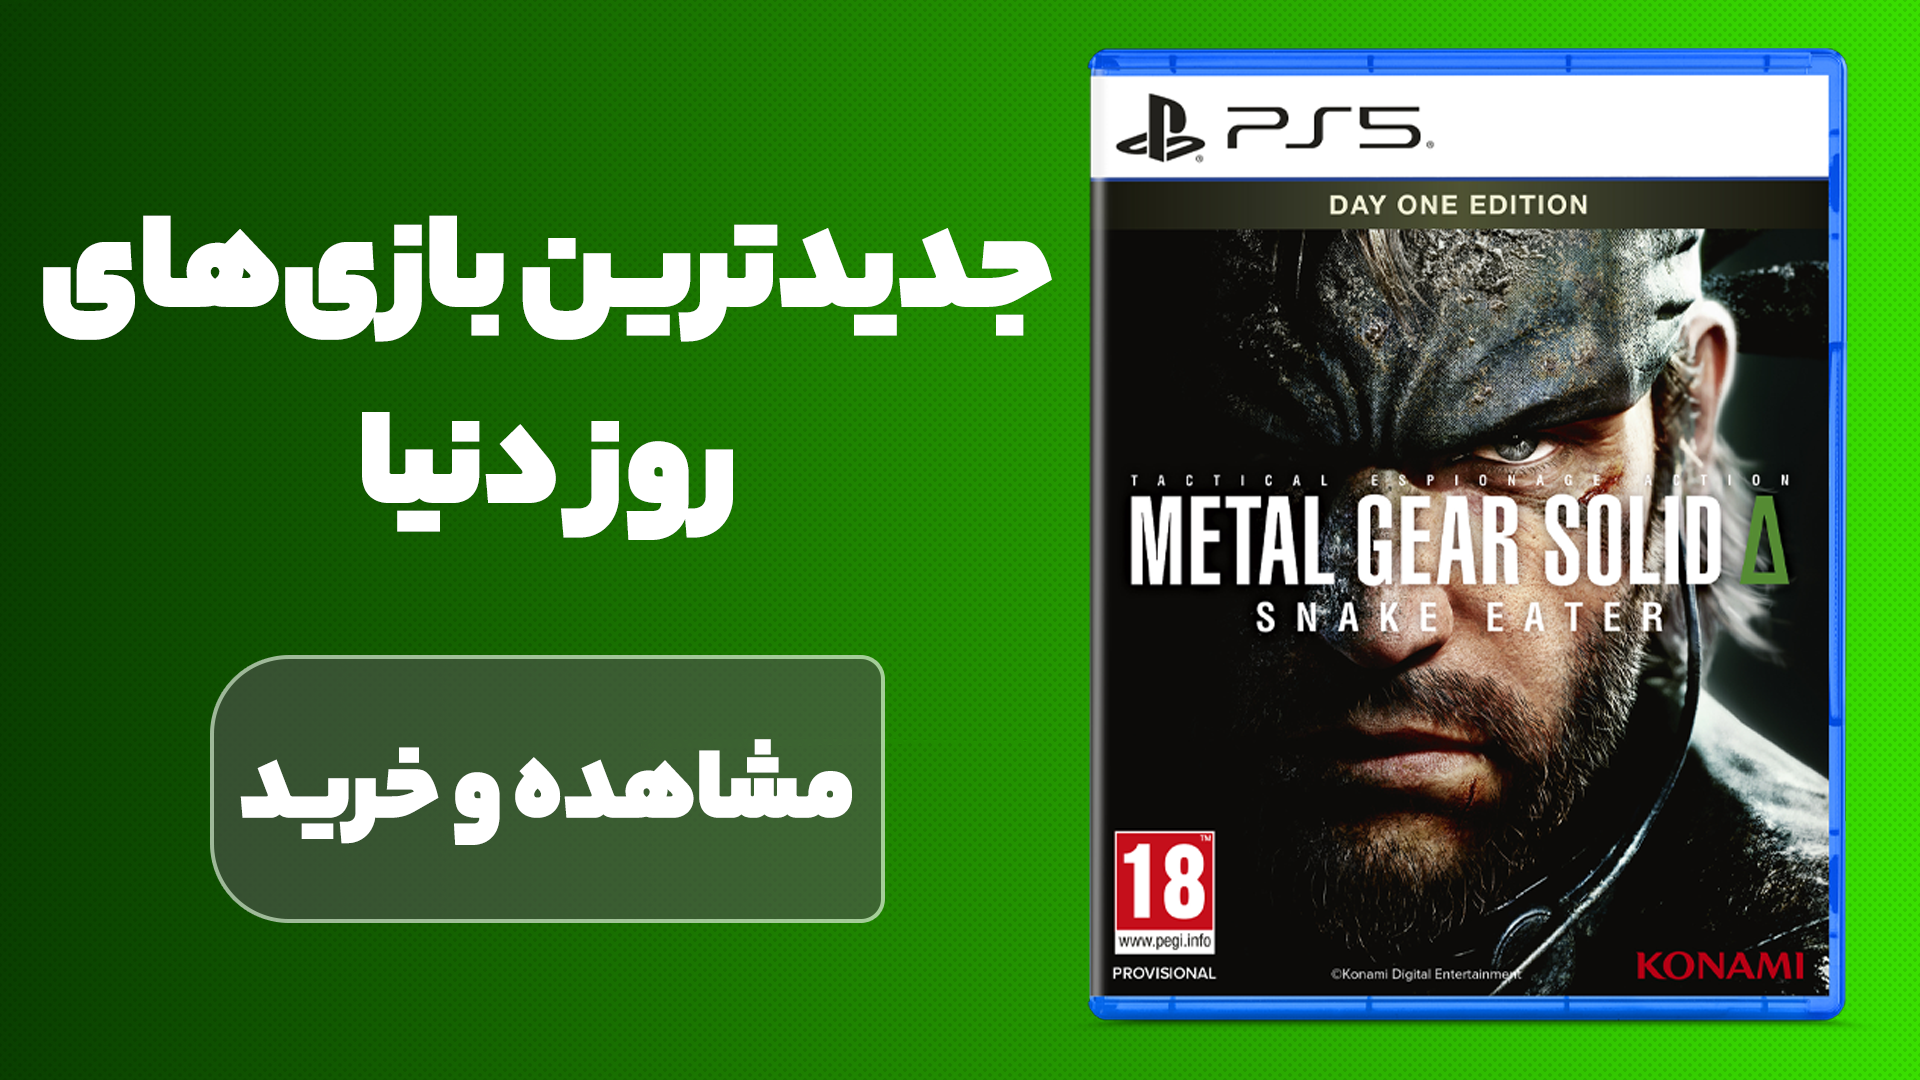 جدیدترین بازی‌های
روز دنیا
مشاهده و خرید
PS5
DAY ONE EDITION
TACTICAL ESPIONAGE ACTION
METAL GEAR SOLID Δ
SNAKE EATER
18
www.pegi.info
PROVISIONAL
©Konami Digital Entertainment
KONAMI